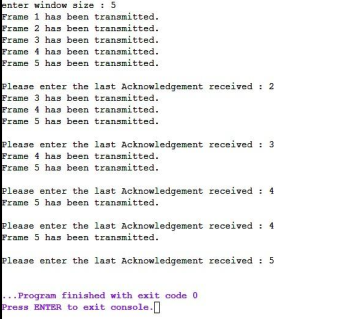 enter window size : 5
Frame 1 has been transmitted.
Frame 2 has been transmitted.
Frame 3 has been transmitted.
Frame 4 has been transmitted.
Frame 5 has been transmitted.
Please enter the last Acknowledgement received : 2
Frame 3 has been transmitted.
Frame 4 has been transmitted.
Frame 5 has been transmitted.
Please enter the last Acknowledgement received : 3
Frame 4 has been transmitted.
Frame 5 has been transmitted.
Please enter the last Acknowledgement received : 4
Frame 5 has been transmitted.
Please enter the last Acknowledgement received : 4
Frame 5 has been transmitted.
Please enter the last Acknowledgement received : 5
...Program finished with exit code 0
Press ENTER to exit console.